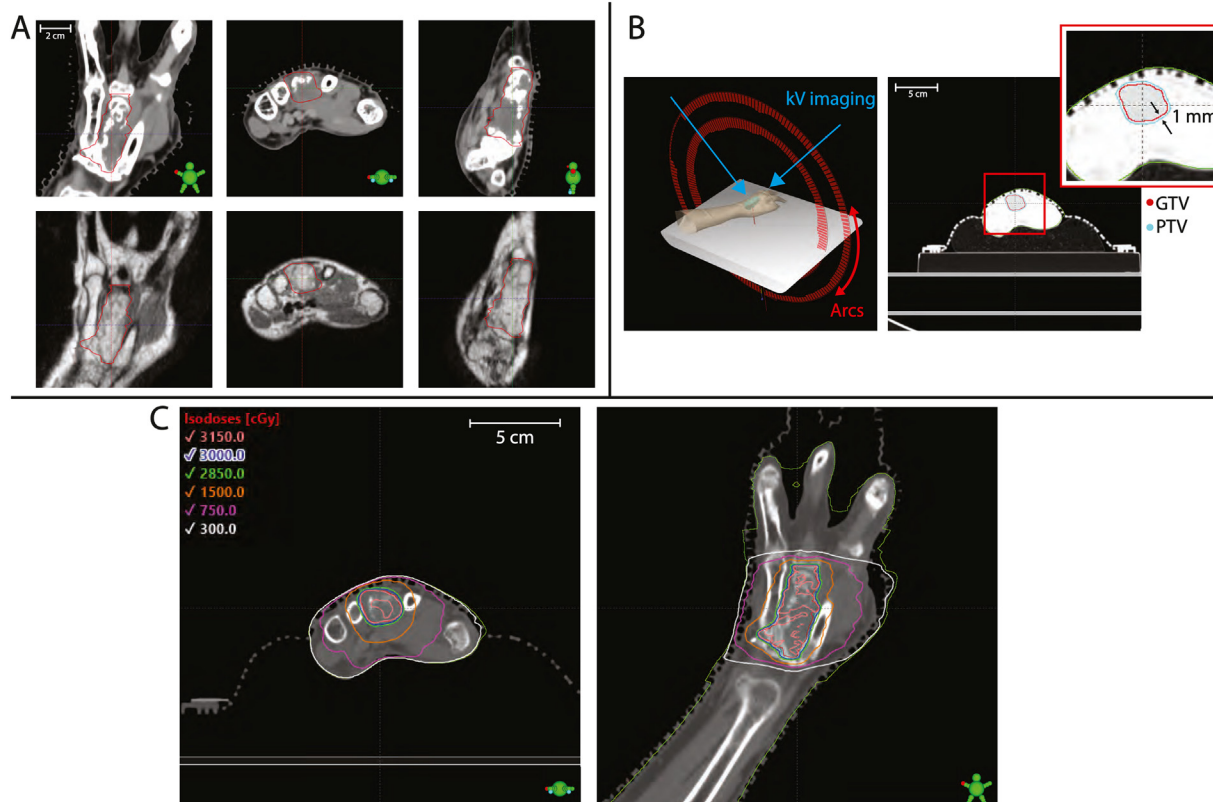 A
2 cm
B
kV imaging
Arcs
5 cm
1 mm
GTV
PTV
C
Isodoses [cGy]
✓ 3150.0
✓ 3000.0
✓ 2850.0
✓ 1500.0
✓ 750.0
✓ 300.0
5 cm